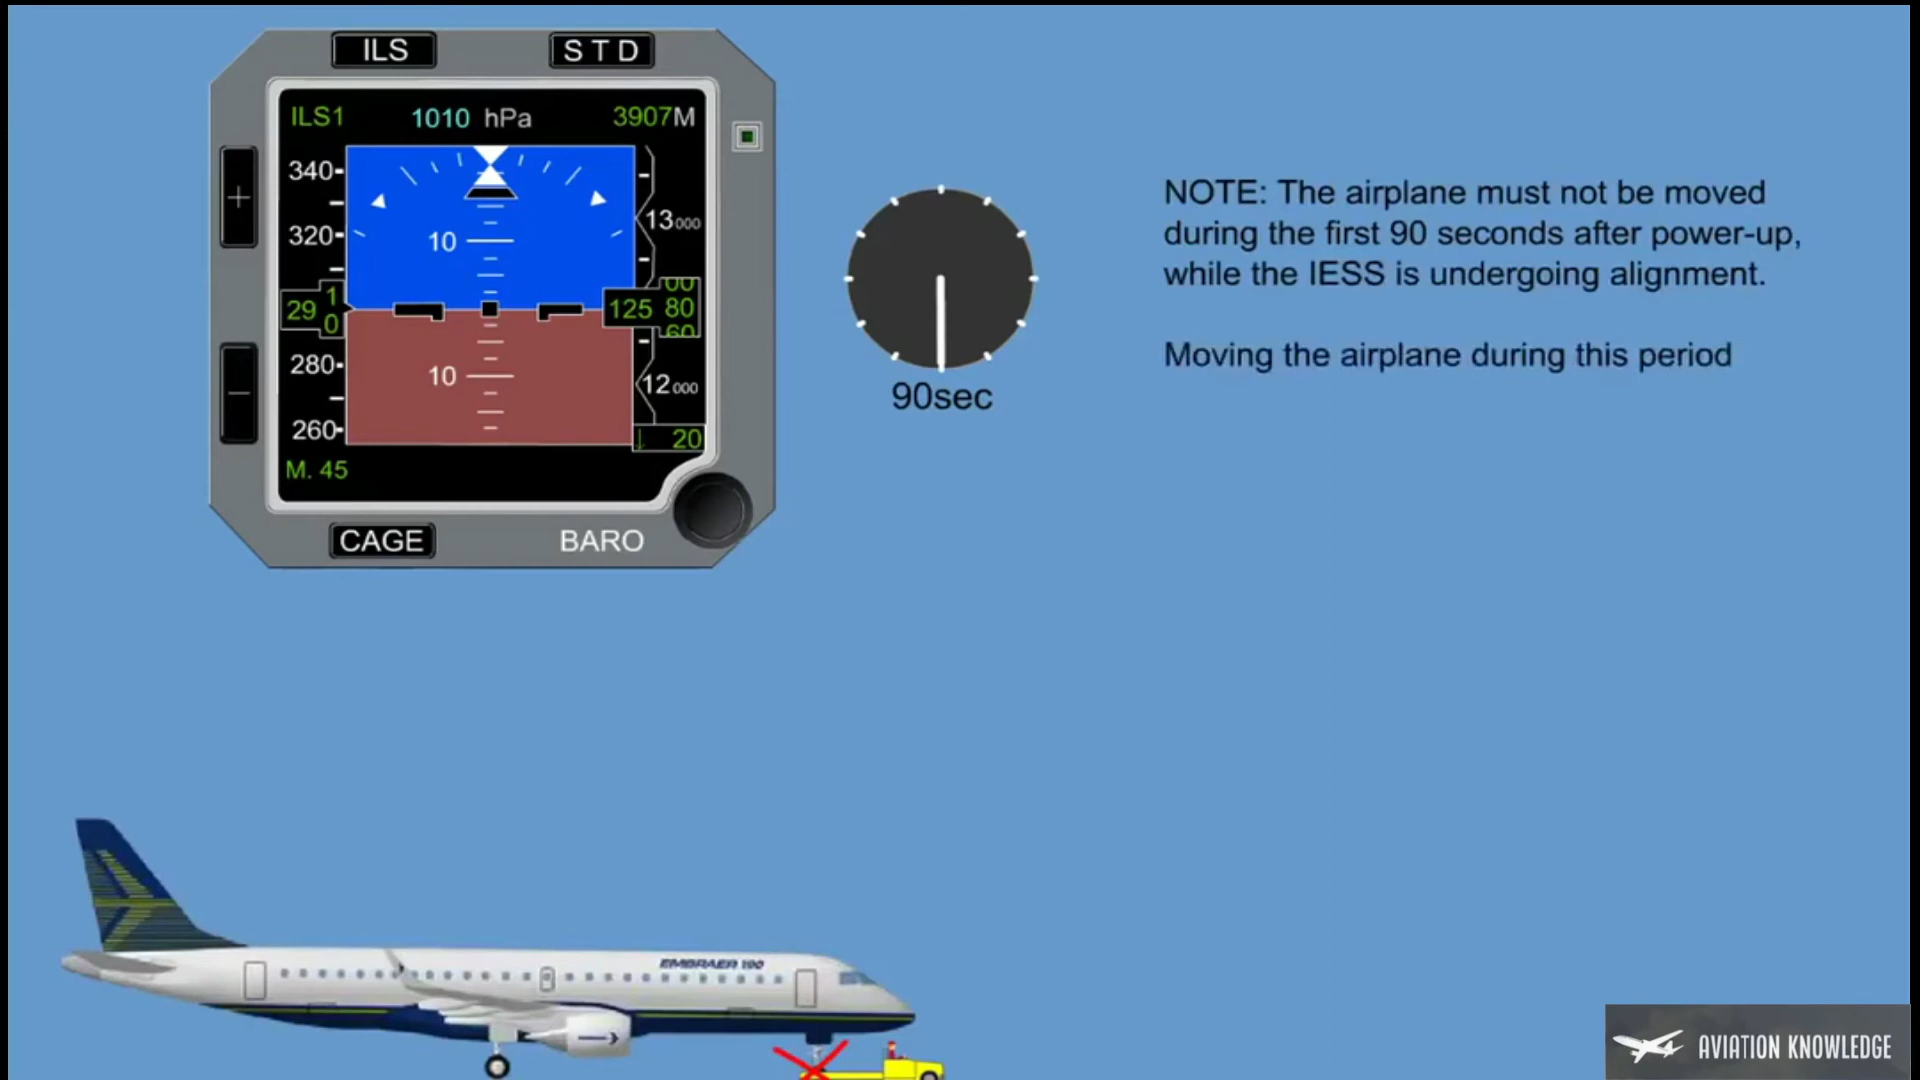 ILS
STD
ILS1
1010 hPa
3907M
340
320
29
1
0
280
260
M. 45
10
10
13000
00
125 80
60
12000
20
+
−
CAGE
BARO
90sec
NOTE: The airplane must not be moved
during the first 90 seconds after power-up,
while the IESS is undergoing alignment.
Moving the airplane during this period
EMBRAER 190
AVIATION KNOWLEDGE